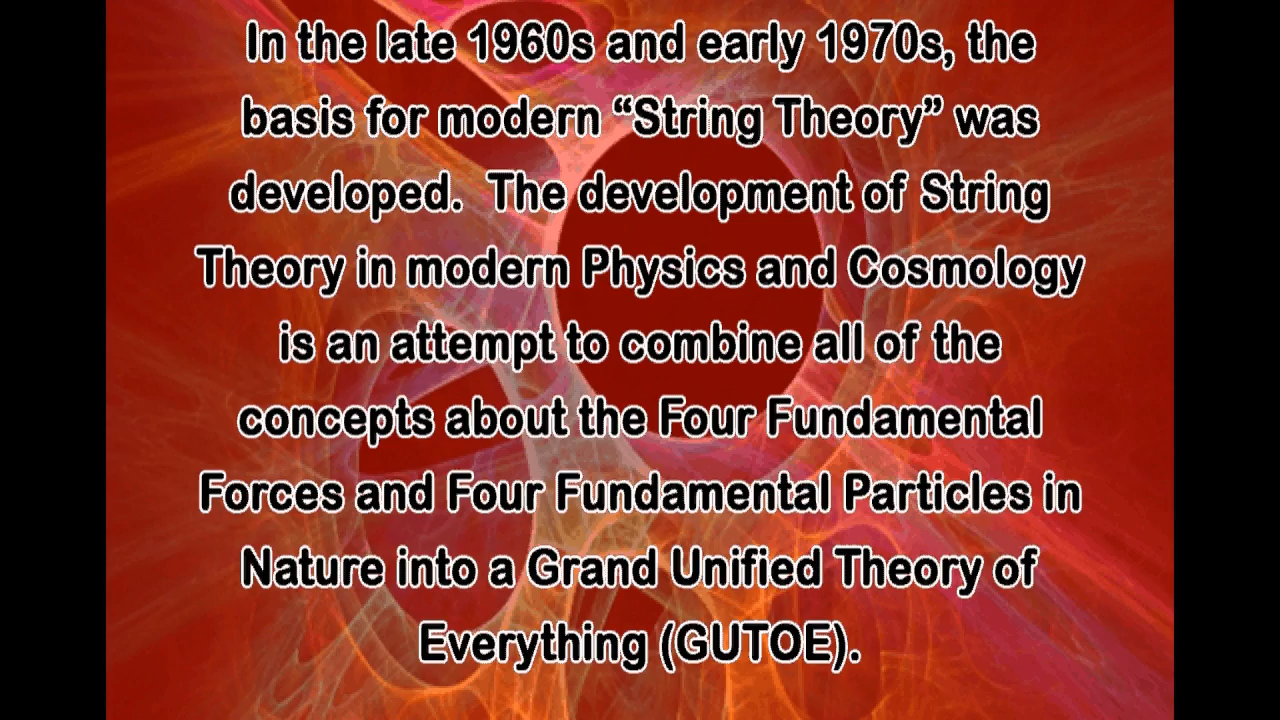 In the late 1960s and early 1970s, the
basis for modern “String Theory” was
developed.  The development of String
Theory in modern Physics and Cosmology
is an attempt to combine all of the
concepts about the Four Fundamental
Forces and Four Fundamental Particles in
Nature into a Grand Unified Theory of
Everything (GUTOE).